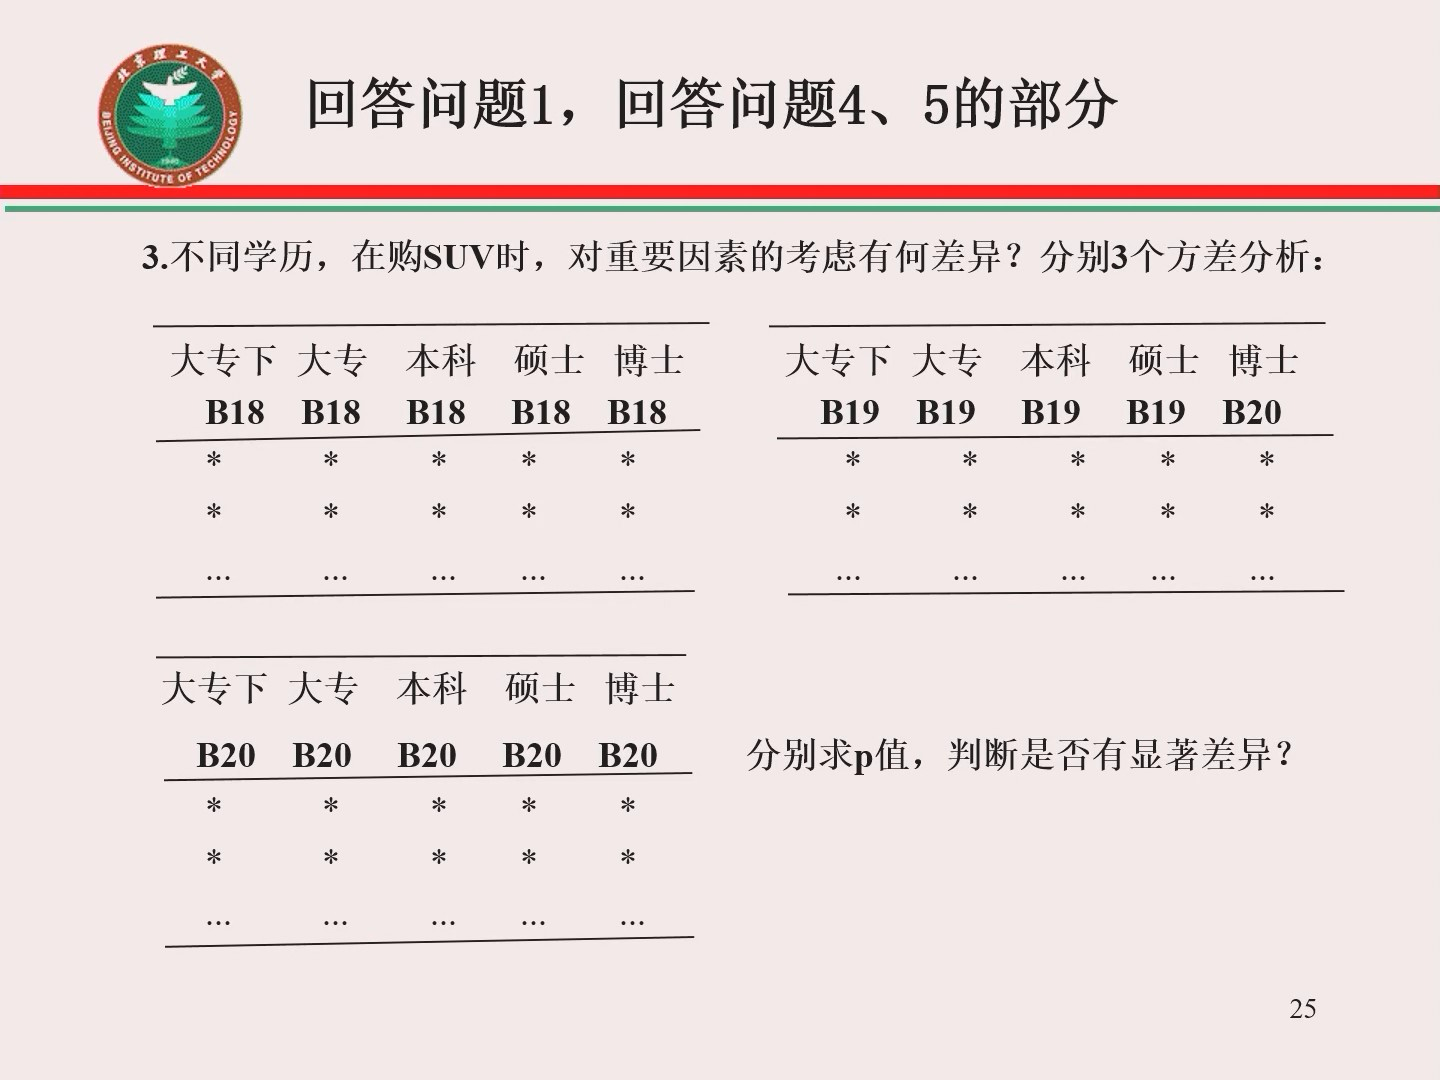 北京理工大学
BEIJING INSTITUTE OF TECHNOLOGY
1940
回答问题1，回答问题4、5的部分
3.不同学历，在购SUV时，对重要因素的考虑有何差异？分别3个方差分析：
大专下 大专 本科 硕士 博士
B18 B18 B18 B18 B18
* * * * *
* * * * *
... ... ... ... ...
大专下 大专 本科 硕士 博士
B19 B19 B19 B19 B20
* * * * *
* * * * *
... ... ... ... ...
大专下 大专 本科 硕士 博士
B20 B20 B20 B20 B20
* * * * *
* * * * *
... ... ... ... ...
分别求p值，判断是否有显著差异？
25